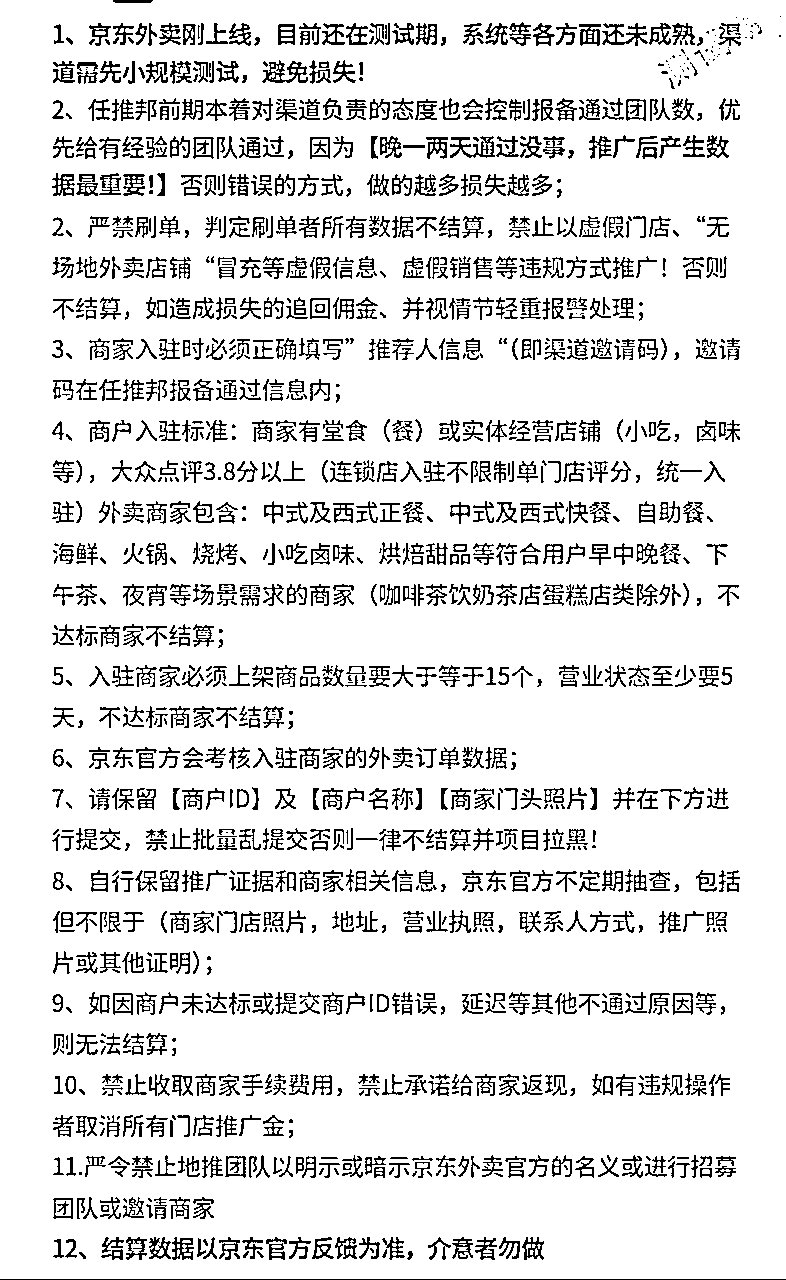 1、京东外卖刚上线，目前还在测试期，系统等各方面还未成熟，渠
道需先小规模测试，避免损失！
2、任推邦前期本着对渠道负责的态度也会控制报备通过团队数，优
先给有经验的团队通过，因为【晚一两天通过没事，推广后产生数
据最重要!】否则错误的方式，做的越多损失越多；
2、严禁刷单，判定刷单者所有数据不结算，禁止以虚假门店、“无
场地外卖店铺“冒充等虚假信息、虚假销售等违规方式推广！否则
不结算，如造成损失的追回佣金、并视情节轻重报警处理；
3、商家入驻时必须正确填写”推荐人信息“（即渠道邀请码），邀请
码在任推邦报备通过信息内；
4、商户入驻标准：商家有堂食（餐）或实体经营店铺（小吃，卤味
等），大众点评3.8分以上（连锁店入驻不限制单门店评分，统一入
驻）外卖商家包含：中式及西式正餐、中式及西式快餐、自助餐、
海鲜、火锅、烧烤、小吃卤味、烘焙甜品等符合用户早中晚餐、下
午茶、夜宵等场景需求的商家（咖啡茶饮奶茶店蛋糕店类除外），不
达标商家不结算；
5、入驻商家必须上架商品数量要大于等于15个，营业状态至少要5
天，不达标商家不结算；
6、京东官方会考核入驻商家的外卖订单数据；
7、请保留【商户ID】及【商户名称】【商家门头照片】并在下方进
行提交，禁止批量乱提交否则一律不结算并项目拉黑！
8、自行保留推广证据和商家相关信息，京东官方不定期抽查，包括
但不限于（商家门店照片，地址，营业执照，联系人方式，推广照
片或其他证明）；
9、如因商户未达标或提交商户ID错误，延迟等其他不通过原因等，
则无法结算；
10、禁止收取商家手续费用，禁止承诺给商家返现，如有违规操作
者取消所有门店推广金；
11.严令禁止地推团队以明示或暗示京东外卖官方的名义或进行招募
团队或邀请商家
12、结算数据以京东官方反馈为准，介意者勿做